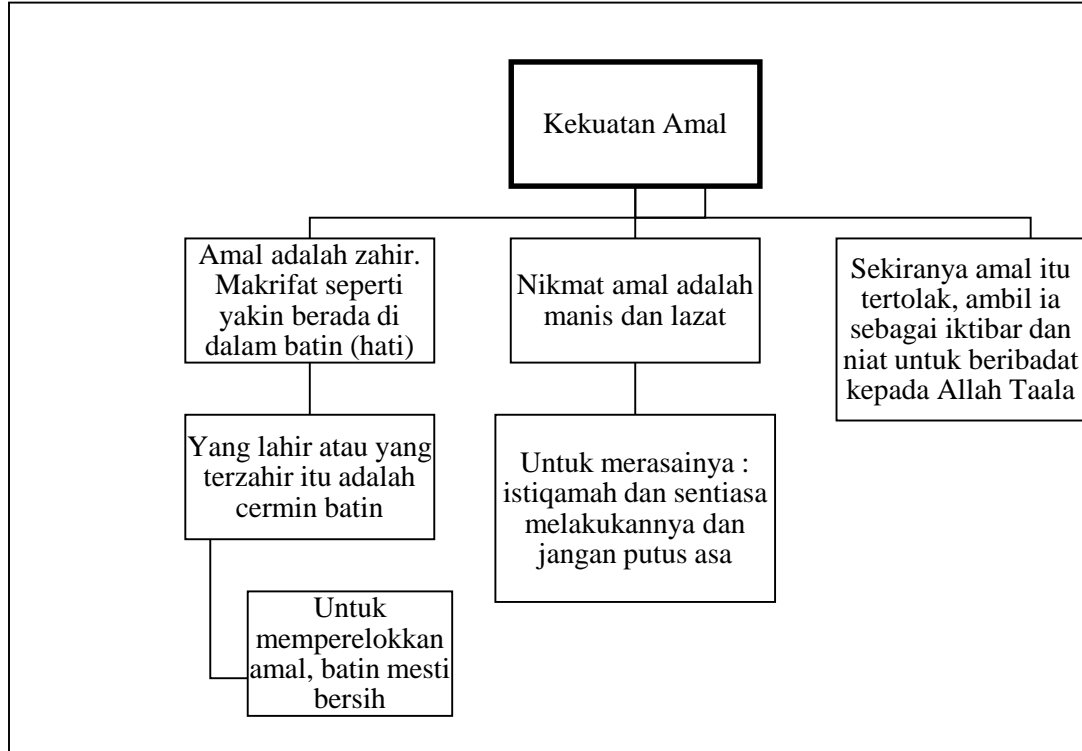 Kekuatan Amal
Amal adalah zahir.
Makrifat seperti
yakin berada di
dalam batin (hati)
Yang lahir atau yang
terzahir itu adalah
cermin batin
Untuk
memperelokkan
amal, batin mesti
bersih
Nikmat amal adalah
manis dan lazat
Untuk merasainya :
istiqamah dan sentiasa
melakukannya dan
jangan putus asa
Sekiranya amal itu
tertolak, ambil ia
sebagai iktibar dan
niat untuk beribadat
kepada Allah Taala